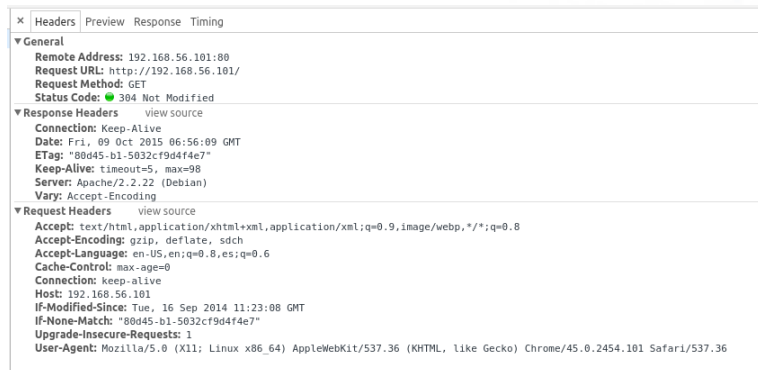 × Headers Preview Response Timing
▼General
Remote Address: 192.168.56.101:80
Request URL: http://192.168.56.101/
Request Method: GET
Status Code: 304 Not Modified
▼Response Headers view source
Connection: Keep-Alive
Date: Fri, 09 Oct 2015 06:56:09 GMT
ETag: "80d45-b1-5032cf9d4f4e7"
Keep-Alive: timeout=5, max=98
Server: Apache/2.2.22 (Debian)
Vary: Accept-Encoding
▼Request Headers view source
Accept: text/html,application/xhtml+xml,application/xml;q=0.9,image/webp,*/*;q=0.8
Accept-Encoding: gzip, deflate, sdch
Accept-Language: en-US,en;q=0.8,es;q=0.6
Cache-Control: max-age=0
Connection: keep-alive
Host: 192.168.56.101
If-Modified-Since: Tue, 16 Sep 2014 11:23:08 GMT
If-None-Match: "80d45-b1-5032cf9d4f4e7"
Upgrade-Insecure-Requests: 1
User-Agent: Mozilla/5.0 (X11; Linux x86_64) AppleWebKit/537.36 (KHTML, like Gecko) Chrome/45.0.2454.101 Safari/537.36